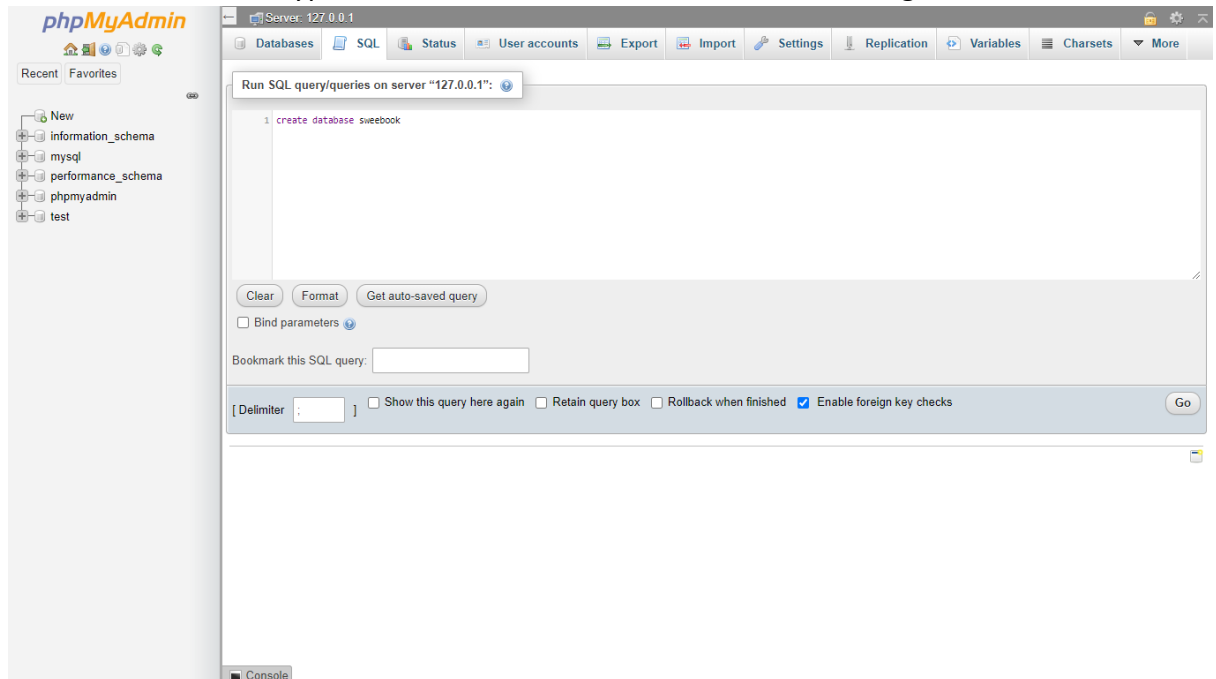 phpMyAdmin
Recent Favorites
New
information_schema
mysql
performance_schema
phpmyadmin
test
Server: 127.0.0.1
Databases SQL Status User accounts Export Import Settings Replication Variables Charsets More
Run SQL query/queries on server “127.0.0.1”:
1 create database sweebook
Clear Format Get auto-saved query
Bind parameters
Bookmark this SQL query:
[ Delimiter ; ] Show this query here again Retain query box Rollback when finished Enable foreign key checks Go
Console